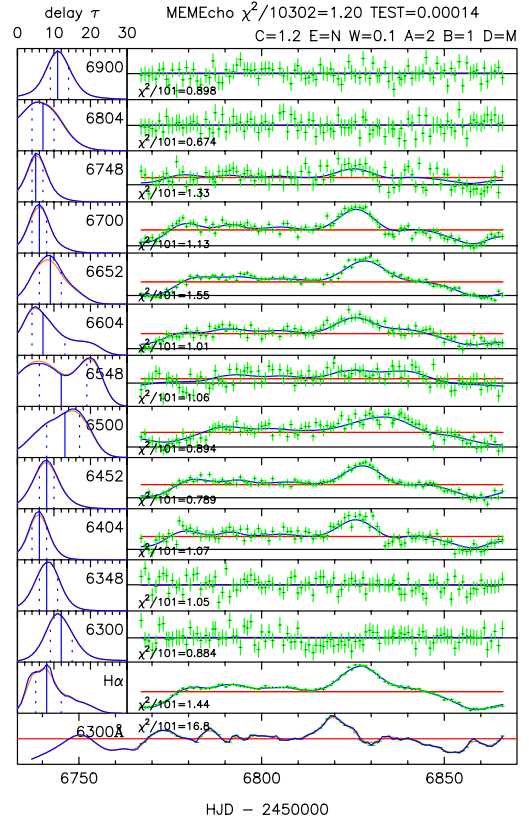 delay τ MEMEcho χ²/10302=1.20 TEST=0.00014
0 10 20 30 C=1.2 E=N W=0.1 A=2 B=1 D=M
6900 χ²/101=0.898
6804 χ²/101=0.674
6748 χ²/101=1.33
6700 χ²/101=1.13
6652 χ²/101=1.55
6604 χ²/101=1.01
6548 χ²/101=1.06
6500 χ²/101=0.894
6452 χ²/101=0.789
6404 χ²/101=1.07
6348 χ²/101=1.05
6300 χ²/101=0.884
Hα χ²/101=1.44
6300Å χ²/101=16.8
6750 6800 6850
HJD − 2450000